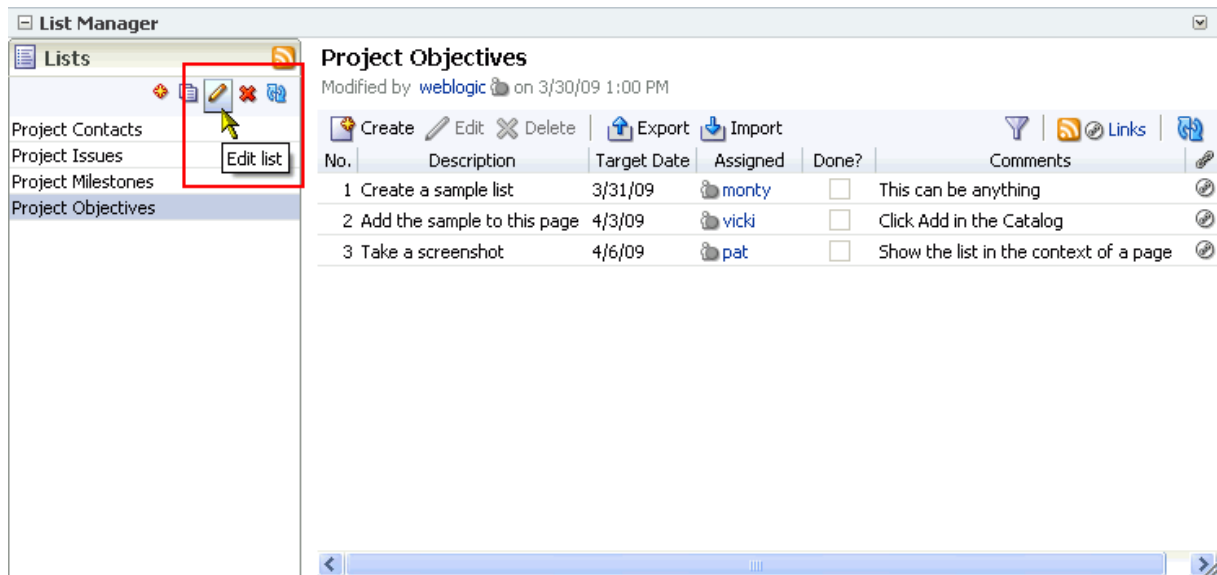 List Manager
Lists
Project Contacts
Project Issues
Edit list
Project Milestones
Project Objectives
Project Objectives
Modified by weblogic on 3/30/09 1:00 PM
Create Edit Delete Export Import Links
No. Description Target Date Assigned Done? Comments
1 Create a sample list 3/31/09 monty This can be anything
2 Add the sample to this page 4/3/09 vicki Click Add in the Catalog
3 Take a screenshot 4/6/09 pat Show the list in the context of a page